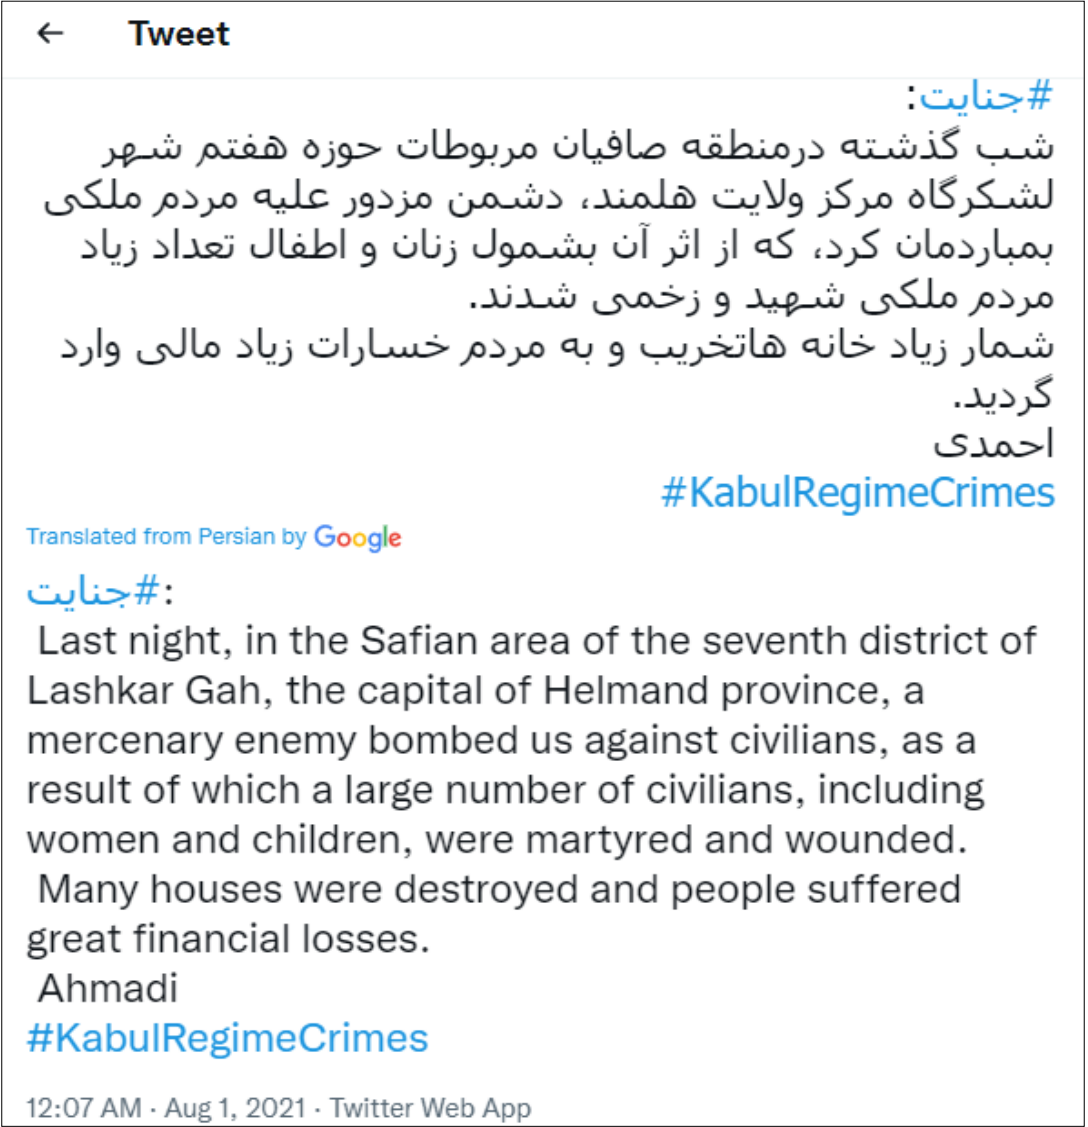 ← Tweet
#جنایت:
شب گذشته درمنطقه صافیان مربوطات حوزه هفتم شهر
لشکرگاه مرکز ولایت هلمند، دشمن مزدور علیه مردم ملکی
بمباردمان کرد، که از اثر آن بشمول زنان و اطفال تعداد زیاد
مردم ملکی شهید و زخمی شدند.
شمار زیاد خانه هاتخریب و به مردم خسارات زیاد مالی وارد
گردید.
احمدی
#KabulRegimeCrimes
Translated from Persian by Google
#جنایت:
Last night, in the Safian area of the seventh district of
Lashkar Gah, the capital of Helmand province, a
mercenary enemy bombed us against civilians, as a
result of which a large number of civilians, including
women and children, were martyred and wounded.
Many houses were destroyed and people suffered
great financial losses.
Ahmadi
#KabulRegimeCrimes
12:07 AM · Aug 1, 2021 · Twitter Web App